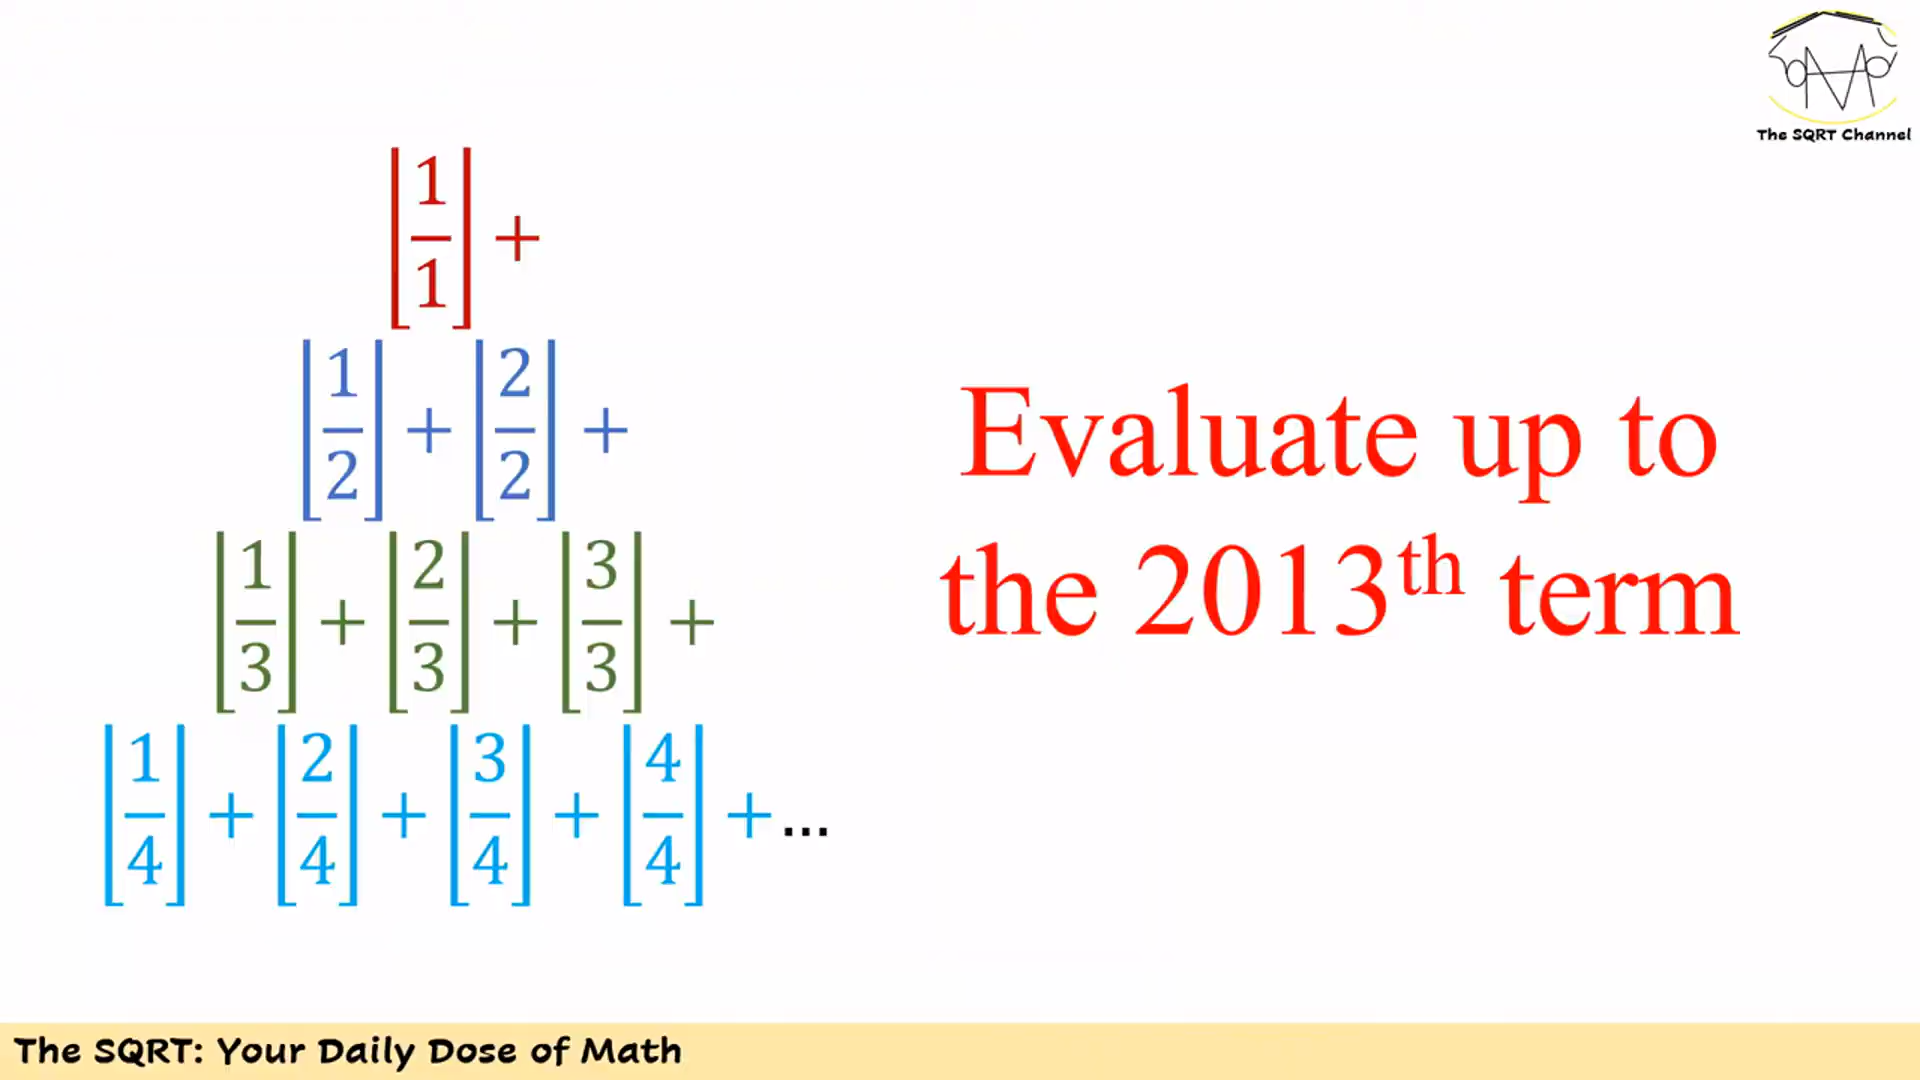 The SQRT Channel
⌊1/1⌋ +
⌊1/2⌋ + ⌊2/2⌋ +
⌊1/3⌋ + ⌊2/3⌋ + ⌊3/3⌋ +
⌊1/4⌋ + ⌊2/4⌋ + ⌊3/4⌋ + ⌊4/4⌋ + ...
Evaluate up to
the 2013th term
The SQRT: Your Daily Dose of Math